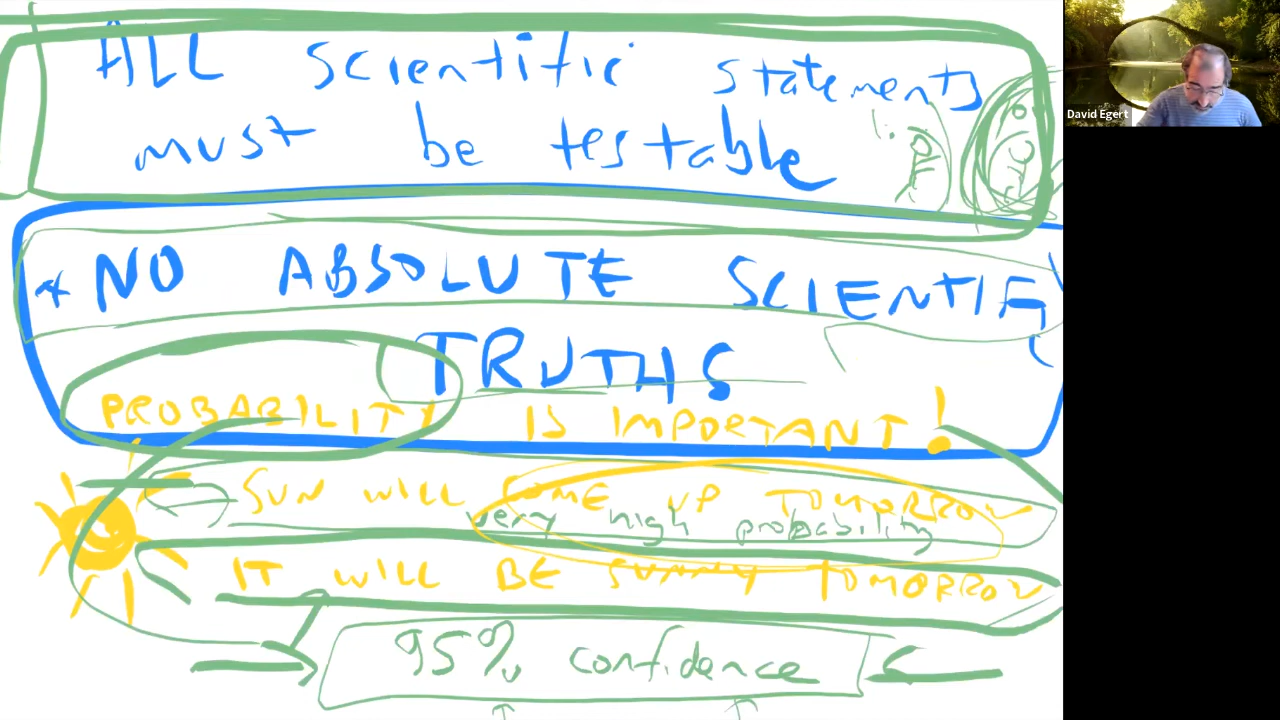 ALL scientific statements
must be testable
* NO ABSOLUTE SCIENTIF
TRUTHS
PROBABILITY IS IMPORTANT!
SUN WILL COME UP TOMORROW
very high probability
IT WILL BE SUNNY TOMORROW
95% confidence
David Egert